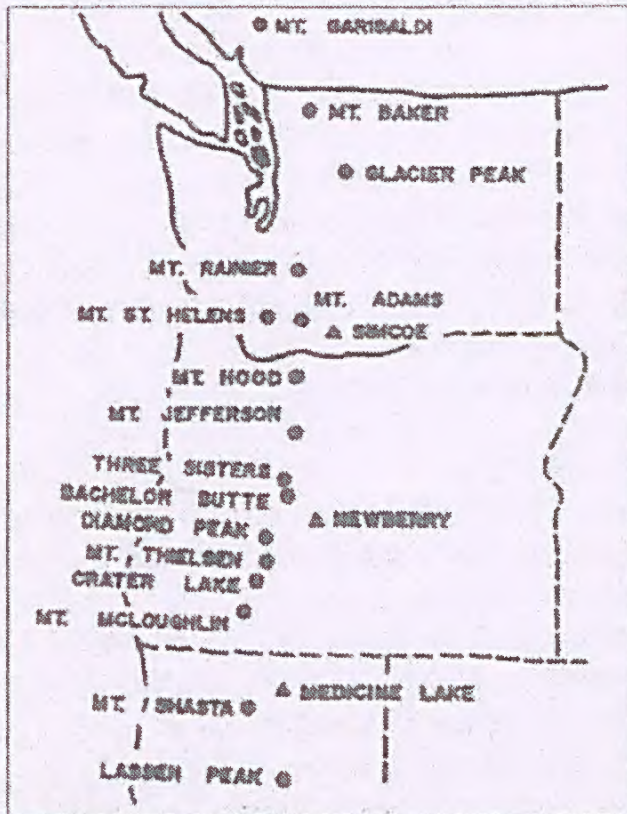 MT. GARIBALDI
MT. BAKER
GLACIER PEAK
MT. RAINIER
MT. ADAMS
MT. ST. HELENS
SIMCOE
MT. HOOD
MT. JEFFERSON
THREE SISTERS
BACHELOR BUTTE
NEWBERRY
DIAMOND PEAK
MT. THIELSEN
CRATER LAKE
MT. MCLOUGHLIN
MEDICINE LAKE
MT. SHASTA
LASSEN PEAK